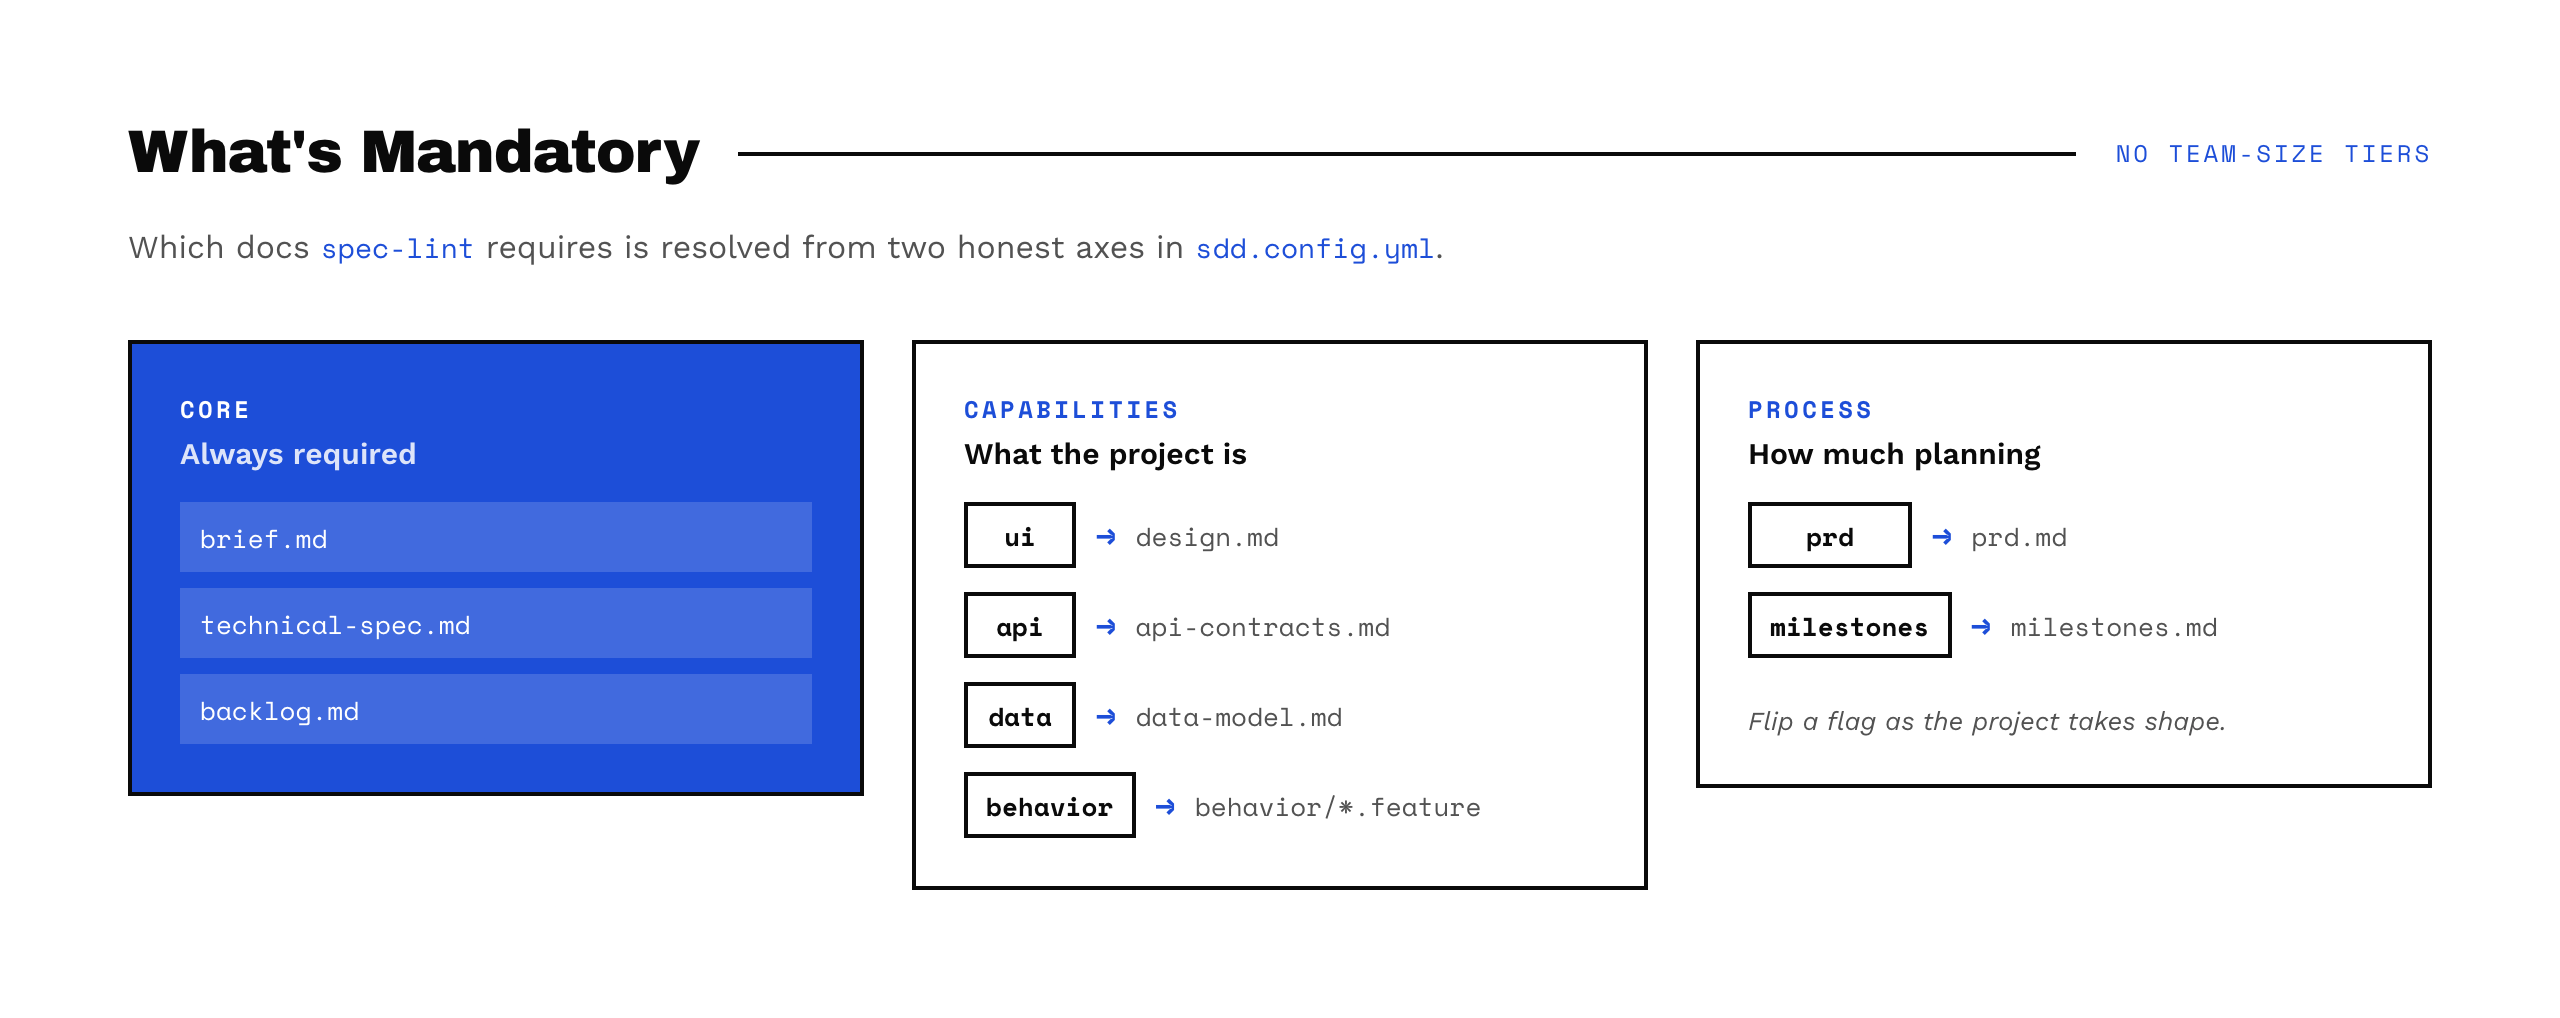 What's Mandatory
NO TEAM-SIZE TIERS
Which docs spec-lint requires is resolved from two honest axes in sdd.config.yml.
CORE
Always required
brief.md
technical-spec.md
backlog.md
CAPABILITIES
What the project is
ui → design.md
api → api-contracts.md
data → data-model.md
behavior → behavior/*.feature
PROCESS
How much planning
prd → prd.md
milestones → milestones.md
Flip a flag as the project takes shape.